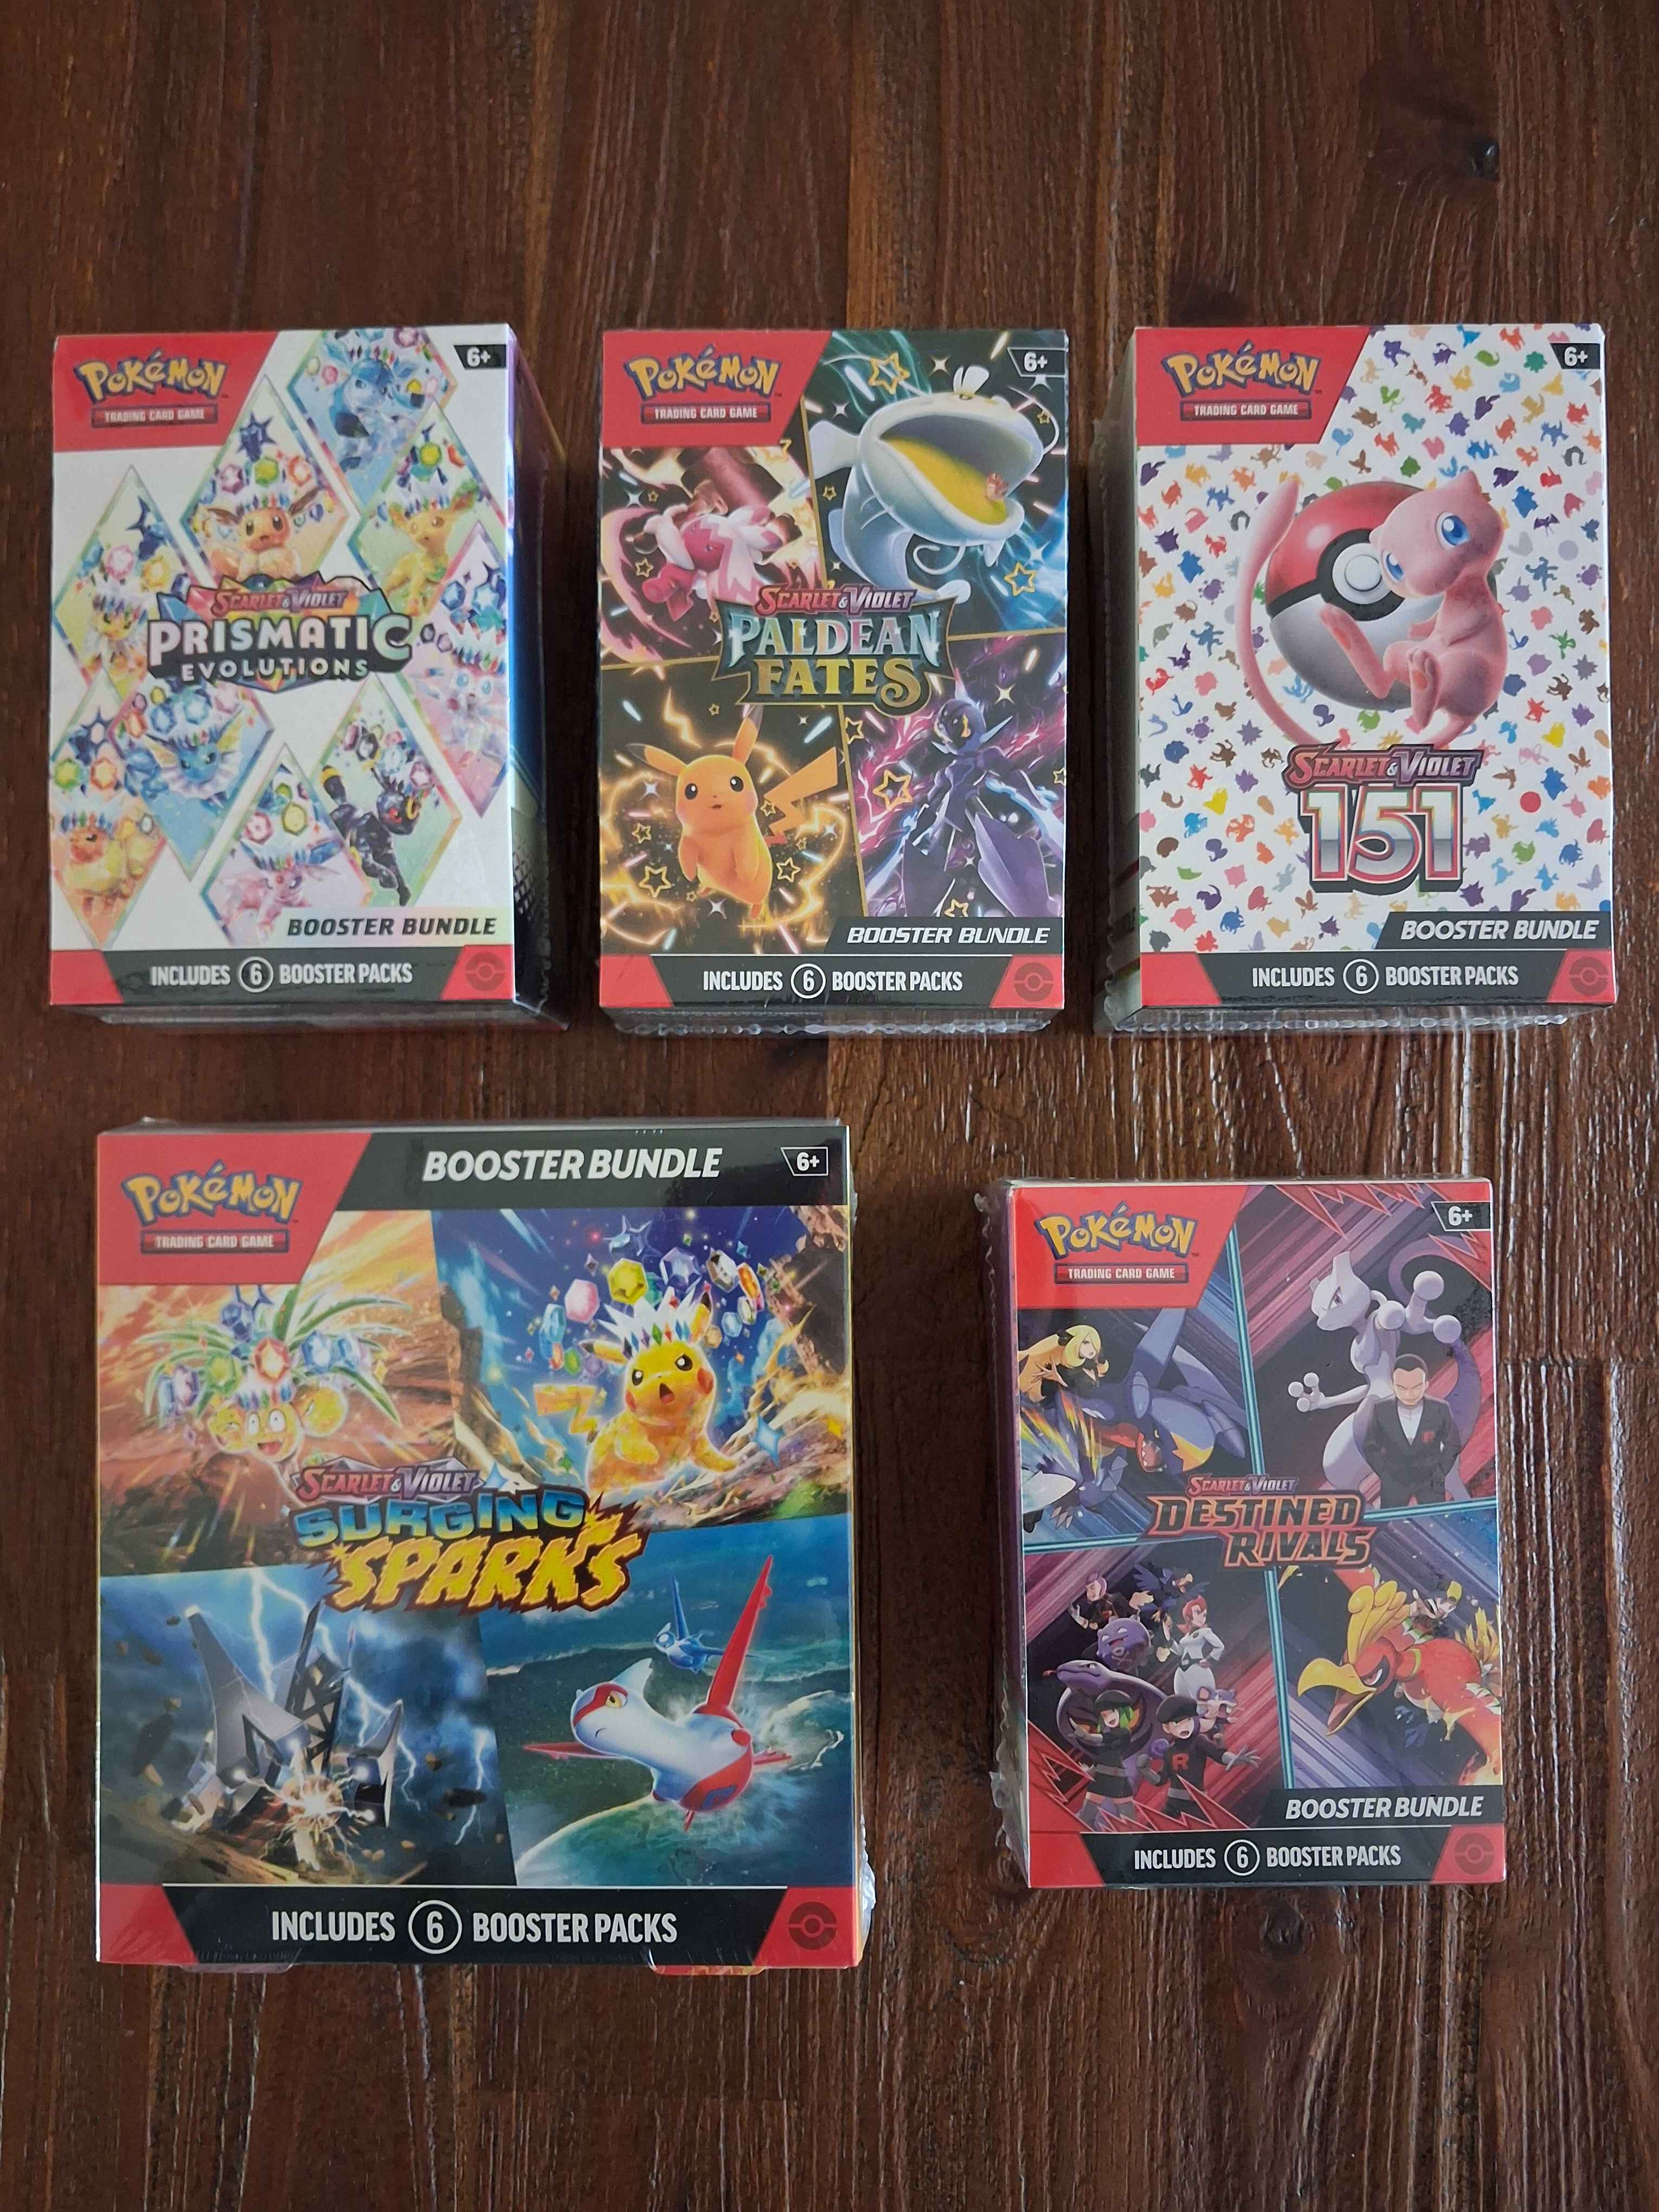 Pokémon
TRADING CARD GAME
6+
SCARLET & VIOLET
PRISMATIC
EVOLUTIONS
BOOSTER BUNDLE
INCLUDES 6 BOOSTER PACKS
Pokémon
TRADING CARD GAME
6+
SCARLET & VIOLET
PALDEAN
FATES
BOOSTER BUNDLE
INCLUDES 6 BOOSTER PACKS
Pokémon
TRADING CARD GAME
6+
SCARLET & VIOLET
151
BOOSTER BUNDLE
INCLUDES 6 BOOSTER PACKS
BOOSTER BUNDLE
6+
Pokémon
TRADING CARD GAME
SCARLET & VIOLET
SURGING
SPARKS
INCLUDES 6 BOOSTER PACKS
Pokémon
TRADING CARD GAME
6+
SCARLET & VIOLET
DESTINED
RIVALS
R
R
BOOSTER BUNDLE
INCLUDES 6 BOOSTER PACKS